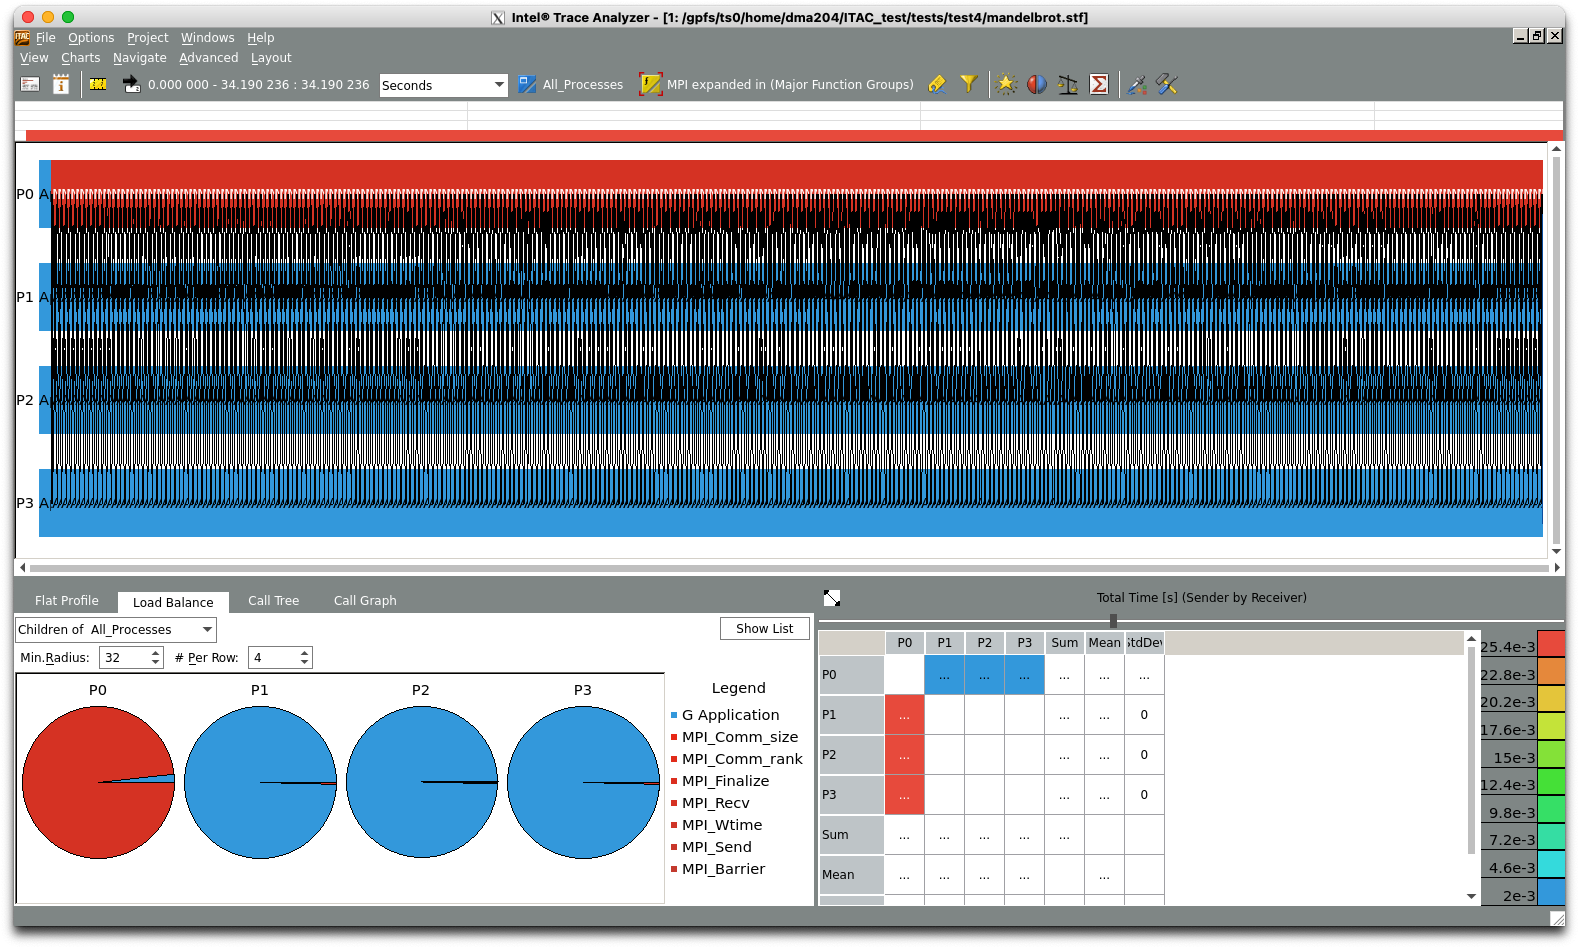 Intel® Trace Analyzer - [1: /gpfs/ts0/home/dma204/ITAC_test/tests/test4/mandelbrot.stf]
ITAC File Options Project Windows Help
View Charts Navigate Advanced Layout
0.000 000 - 34.190 236 : 34.190 236 Seconds All_Processes MPI expanded in (Major Function Groups)
P0 A
P1 A
P2 A
P3 A
Flat Profile Load Balance Call Tree Call Graph
Children of All_Processes Show List
Min.Radius: 32 # Per Row: 4
P0 P1 P2 P3
Legend
G Application
MPI_Comm_size
MPI_Comm_rank
MPI_Finalize
MPI_Recv
MPI_Wtime
MPI_Send
MPI_Barrier
Total Time [s] (Sender by Receiver)
P0 P1 P2 P3 Sum Mean StdDev
P0 ... ... ... ... ... ...
P1 ... ... ... 0
P2 ... ... ... 0
P3 ... ... ... 0
Sum ... ... ... ... ...
Mean ... ... ... ... ...
25.4e-3
22.8e-3
20.2e-3
17.6e-3
15e-3
12.4e-3
9.8e-3
7.2e-3
4.6e-3
2e-3